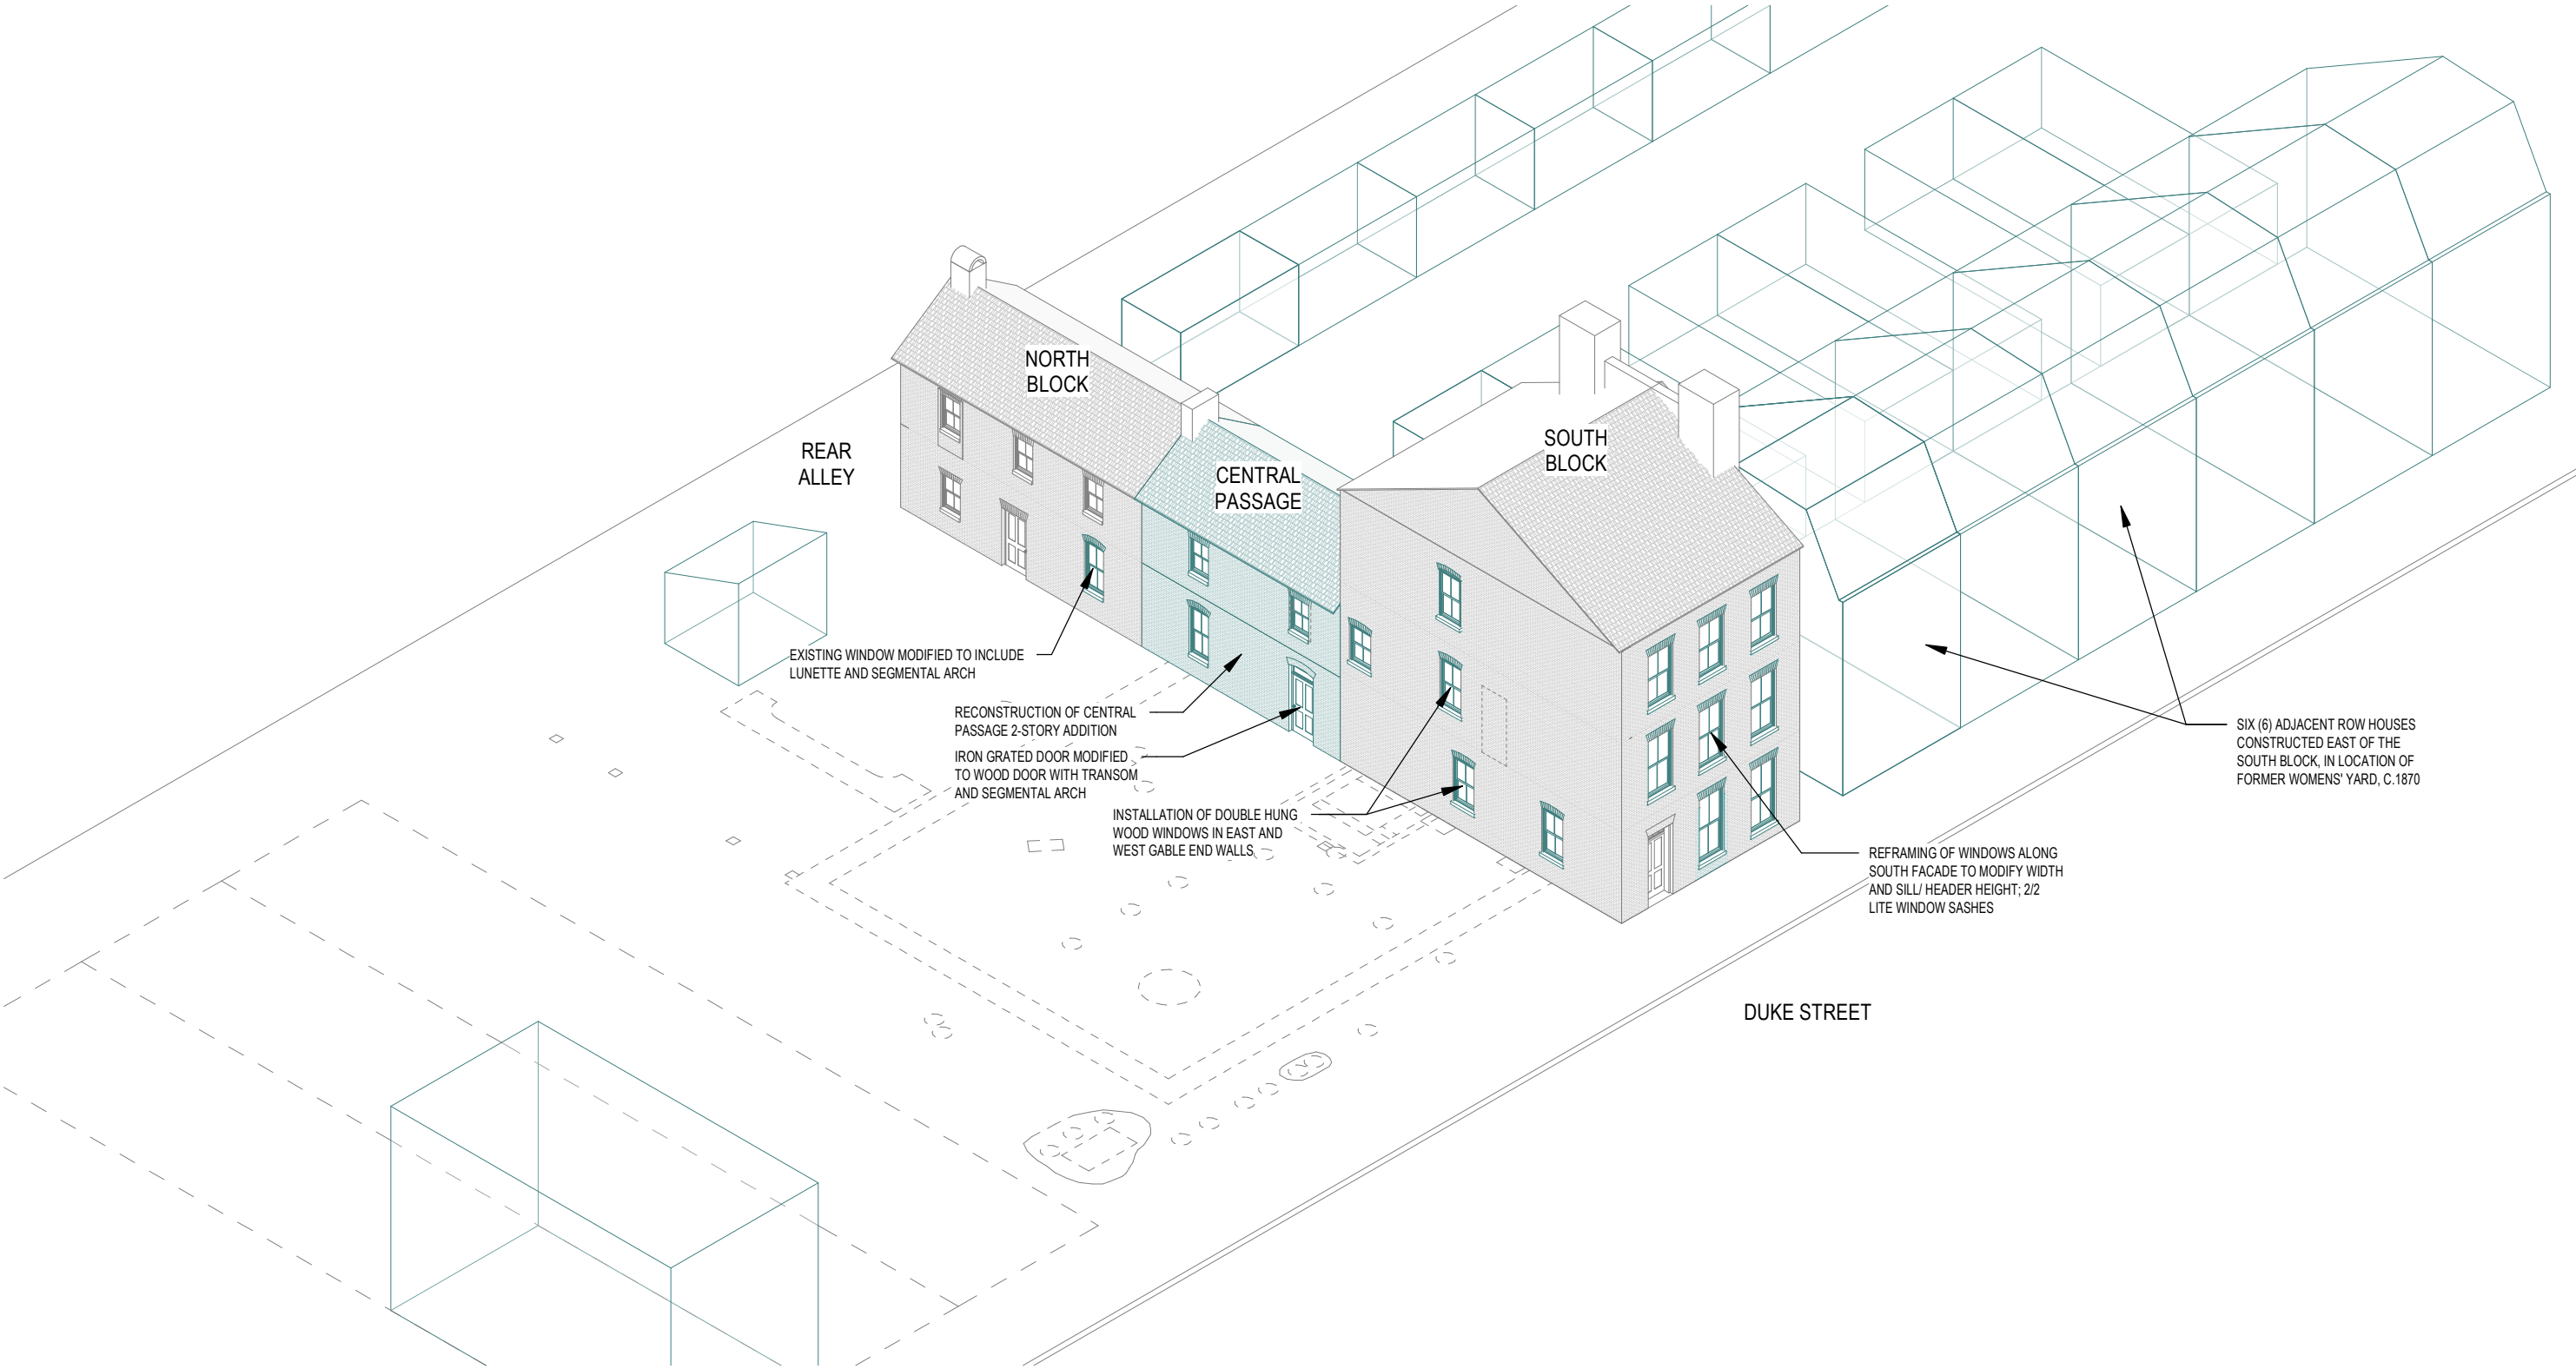 NORTH
BLOCK
REAR
ALLEY
CENTRAL
PASSAGE
SOUTH
BLOCK
EXISTING WINDOW MODIFIED TO INCLUDE
LUNETTE AND SEGMENTAL ARCH
RECONSTRUCTION OF CENTRAL
PASSAGE 2-STORY ADDITION
IRON GRATED DOOR MODIFIED
TO WOOD DOOR WITH TRANSOM
AND SEGMENTAL ARCH
INSTALLATION OF DOUBLE HUNG
WOOD WINDOWS IN EAST AND
WEST GABLE END WALLS
SIX (6) ADJACENT ROW HOUSES
CONSTRUCTED EAST OF THE
SOUTH BLOCK, IN LOCATION OF
FORMER WOMENS' YARD, C.1870
REFRAMING OF WINDOWS ALONG
SOUTH FACADE TO MODIFY WIDTH
AND SILL/ HEADER HEIGHT; 2/2
LITE WINDOW SASHES
DUKE STREET